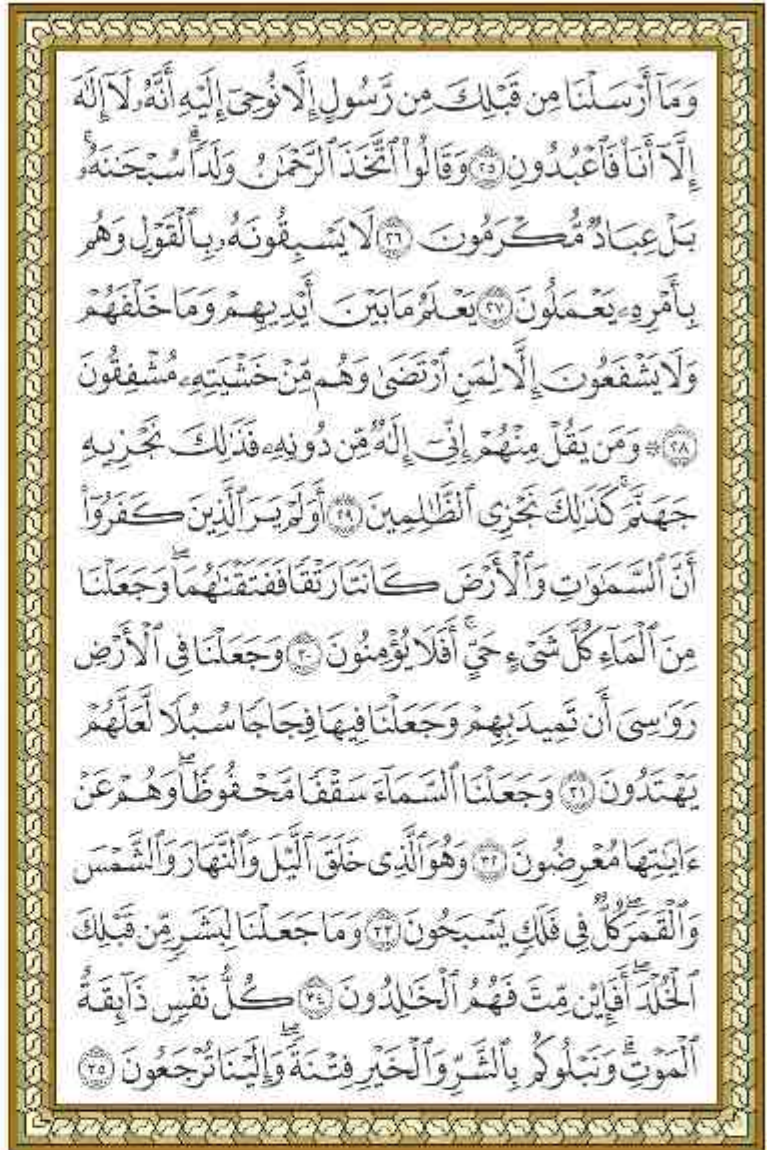 وَمَآ أَرْسَلْنَا مِن قَبْلِكَ مِن رَّسُولٍ إِلَّا نُوحِىٓ إِلَيْهِ أَنَّهُۥ لَآ إِلَٰهَ
إِلَّآ أَنَا۠ فَٱعْبُدُونِ ٢٥ وَقَالُوا۟ ٱتَّخَذَ ٱلرَّحْمَٰنُ وَلَدًۭا ۗ سُبْحَٰنَهُۥ ۚ
بَلْ عِبَادٌۭ مُّكْرَمُونَ ٢٦ لَا يَسْبِقُونَهُۥ بِٱلْقَوْلِ وَهُم
بِأَمْرِهِۦ يَعْمَلُونَ ٢٧ يَعْلَمُ مَا بَيْنَ أَيْدِيهِمْ وَمَا خَلْفَهُمْ
وَلَا يَشْفَعُونَ إِلَّا لِمَنِ ٱرْتَضَىٰ وَهُم مِّنْ خَشْيَتِهِۦ مُشْفِقُونَ
٢٨ ۞ وَمَن يَقُلْ مِنْهُمْ إِنِّىٓ إِلَٰهٌۭ مِّن دُونِهِۦ فَذَٰلِكَ نَجْزِيهِ
جَهَنَّمَ ۚ كَذَٰلِكَ نَجْزِى ٱلظَّٰلِمِينَ ٢٩ أَوَلَمْ يَرَ ٱلَّذِينَ كَفَرُوٓا۟
أَنَّ ٱلسَّمَٰوَٰتِ وَٱلْأَرْضَ كَانَتَا رَتْقًۭا فَفَتَقْنَٰهُمَا ۖ وَجَعَلْنَا
مِنَ ٱلْمَآءِ كُلَّ شَىْءٍ حَىٍّ ۖ أَفَلَا يُؤْمِنُونَ ٣٠ وَجَعَلْنَا فِى ٱلْأَرْضِ
رَوَٰسِىَ أَن تَمِيدَ بِهِمْ وَجَعَلْنَا فِيهَا فِجَاجًۭا سُبُلًۭا لَّعَلَّهُمْ
يَهْتَدُونَ ٣١ وَجَعَلْنَا ٱلسَّمَآءَ سَقْفًۭا مَّحْفُوظًۭا ۖ وَهُمْ عَنْ
ءَايَٰتِهَا مُعْرِضُونَ ٣٢ وَهُوَ ٱلَّذِى خَلَقَ ٱلَّيْلَ وَٱلنَّهَارَ وَٱلشَّمْسَ
وَٱلْقَمَرَ ۖ كُلٌّۭ فِى فَلَكٍۢ يَسْبَحُونَ ٣٣ وَمَا جَعَلْنَا لِبَشَرٍۢ مِّن قَبْلِكَ
ٱلْخُلْدَ ۖ أَفَإِي۟ن مِّتَّ فَهُمُ ٱلْخَٰلِدُونَ ٣٤ كُلُّ نَفْسٍۢ ذَآئِقَةُ
ٱلْمَوْتِ ۗ وَنَبْلُوكُم بِٱلشَّرِّ وَٱلْخَيْرِ فِتْنَةًۭ ۖ وَإِلَيْنَا تُرْجَعُونَ ٣٥